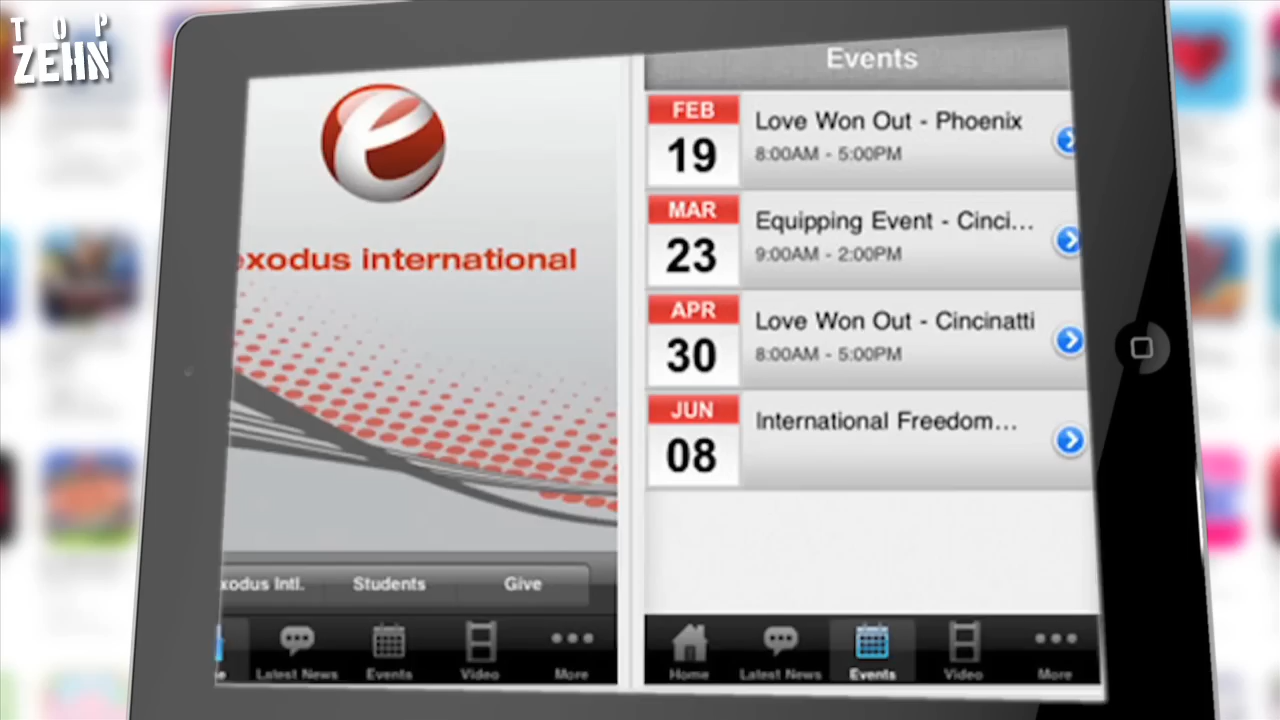 TOP
ZEHN
exodus international
xodus Intl.
Students
Give
Latest News
Events
Video
More
Events
FEB
19
Love Won Out - Phoenix
8:00AM - 5:00PM
MAR
23
Equipping Event - Cinci...
9:00AM - 2:00PM
APR
30
Love Won Out - Cincinatti
8:00AM - 5:00PM
JUN
08
International Freedom...
Home
Latest News
Events
Video
More